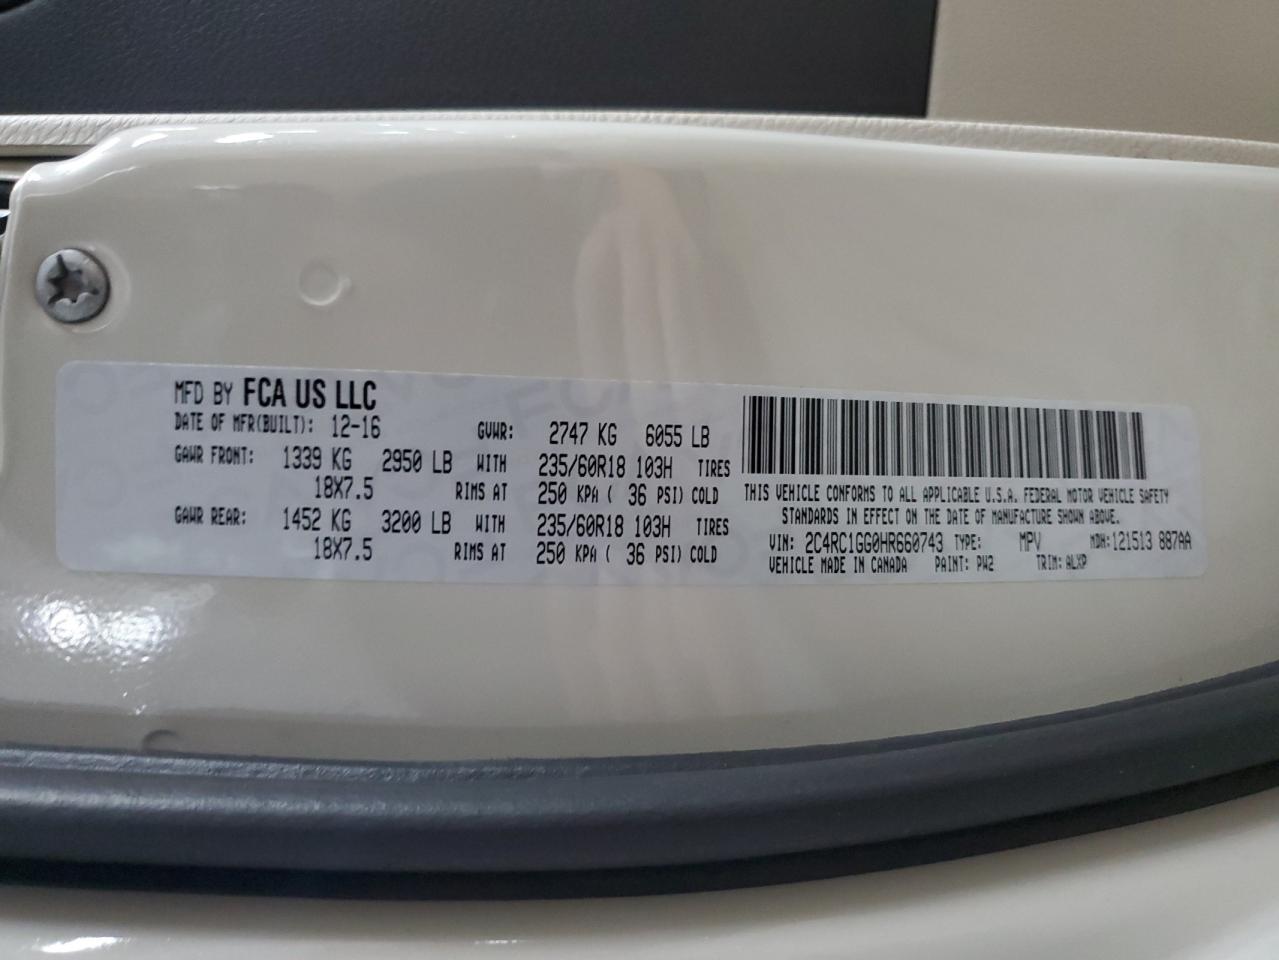 MFD BY FCA US LLC
DATE OF MFR(BUILT): 12-16 GVWR: 2747 KG 6055 LB
GAWR FRONT: 1339 KG 2950 LB WITH 235/60R18 103H TIRES
18X7.5 RIMS AT 250 KPA ( 36 PSI) COLD
GAWR REAR: 1452 KG 3200 LB WITH 235/60R18 103H TIRES
18X7.5 RIMS AT 250 KPA ( 36 PSI) COLD
THIS VEHICLE CONFORMS TO ALL APPLICABLE U.S.A. FEDERAL MOTOR VEHICLE SAFETY
STANDARDS IN EFFECT ON THE DATE OF MANUFACTURE SHOWN ABOVE.
VIN: 2C4RC1GG0HR660743 TYPE: MPV MDH:121513 887AA
VEHICLE MADE IN CANADA PAINT: PW2 TRIM: ALXP